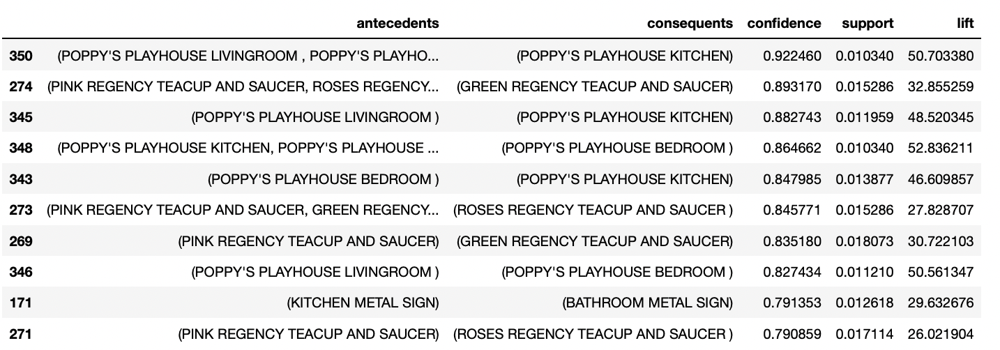 antecedents consequents confidence support lift
350 (POPPY'S PLAYHOUSE LIVINGROOM , POPPY'S PLAYHO... (POPPY'S PLAYHOUSE KITCHEN) 0.922460 0.010340 50.703380
274 (PINK REGENCY TEACUP AND SAUCER, ROSES REGENCY... (GREEN REGENCY TEACUP AND SAUCER) 0.893170 0.015286 32.855259
345 (POPPY'S PLAYHOUSE LIVINGROOM ) (POPPY'S PLAYHOUSE KITCHEN) 0.882743 0.011959 48.520345
348 (POPPY'S PLAYHOUSE KITCHEN, POPPY'S PLAYHOUSE ... (POPPY'S PLAYHOUSE BEDROOM ) 0.864662 0.010340 52.836211
343 (POPPY'S PLAYHOUSE BEDROOM ) (POPPY'S PLAYHOUSE KITCHEN) 0.847985 0.013877 46.609857
273 (PINK REGENCY TEACUP AND SAUCER, GREEN REGENCY... (ROSES REGENCY TEACUP AND SAUCER ) 0.845771 0.015286 27.828707
269 (PINK REGENCY TEACUP AND SAUCER) (GREEN REGENCY TEACUP AND SAUCER) 0.835180 0.018073 30.722103
346 (POPPY'S PLAYHOUSE LIVINGROOM ) (POPPY'S PLAYHOUSE BEDROOM ) 0.827434 0.011210 50.561347
171 (KITCHEN METAL SIGN) (BATHROOM METAL SIGN) 0.791353 0.012618 29.632676
271 (PINK REGENCY TEACUP AND SAUCER) (ROSES REGENCY TEACUP AND SAUCER ) 0.790859 0.017114 26.021904